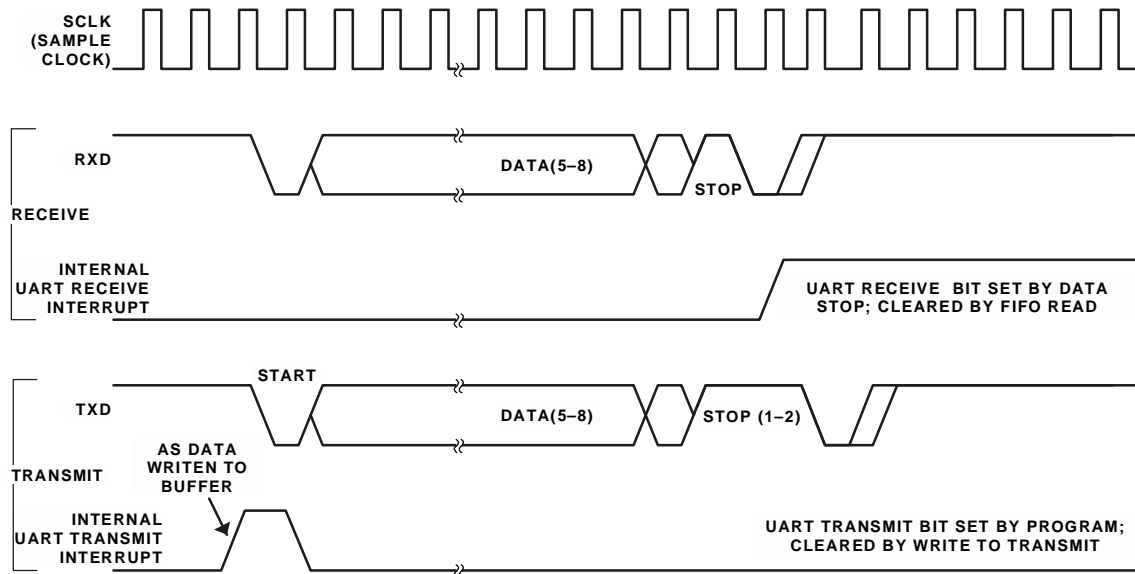 SCLK
(SAMPLE
CLOCK)
RXD
DATA(5–8)
STOP
RECEIVE
INTERNAL
UART RECEIVE
INTERRUPT
UART RECEIVE BIT SET BY DATA
STOP; CLEARED BY FIFO READ
START
TXD
DATA(5–8)
STOP (1–2)
AS DATA
WRITEN TO
BUFFER
TRANSMIT
INTERNAL
UART TRANSMIT
INTERRUPT
UART TRANSMIT BIT SET BY PROGRAM;
CLEARED BY WRITE TO TRANSMIT